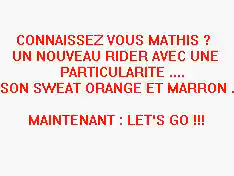 CONNAISSEZ VOUS MATHIS ?
UN NOUVEAU RIDER AVEC UNE
PARTICULARITE ....
SON SWEAT ORANGE ET MARRON .
MAINTENANT : LET'S GO !!!